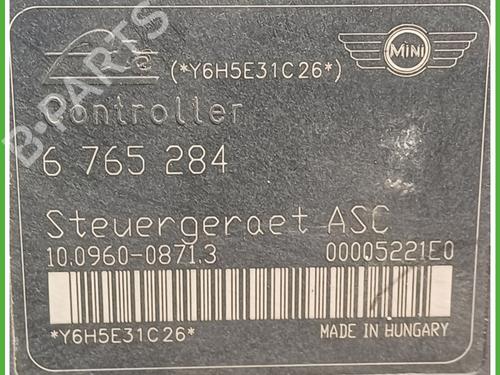 (*Y6H5E31C26*)
MINI
Controller
6 765 284
Steuergeraet ASC
10.0960-0871.3 00005221E0
*Y6H5E31C26*
MADE IN HUNGARY
B-PARTS